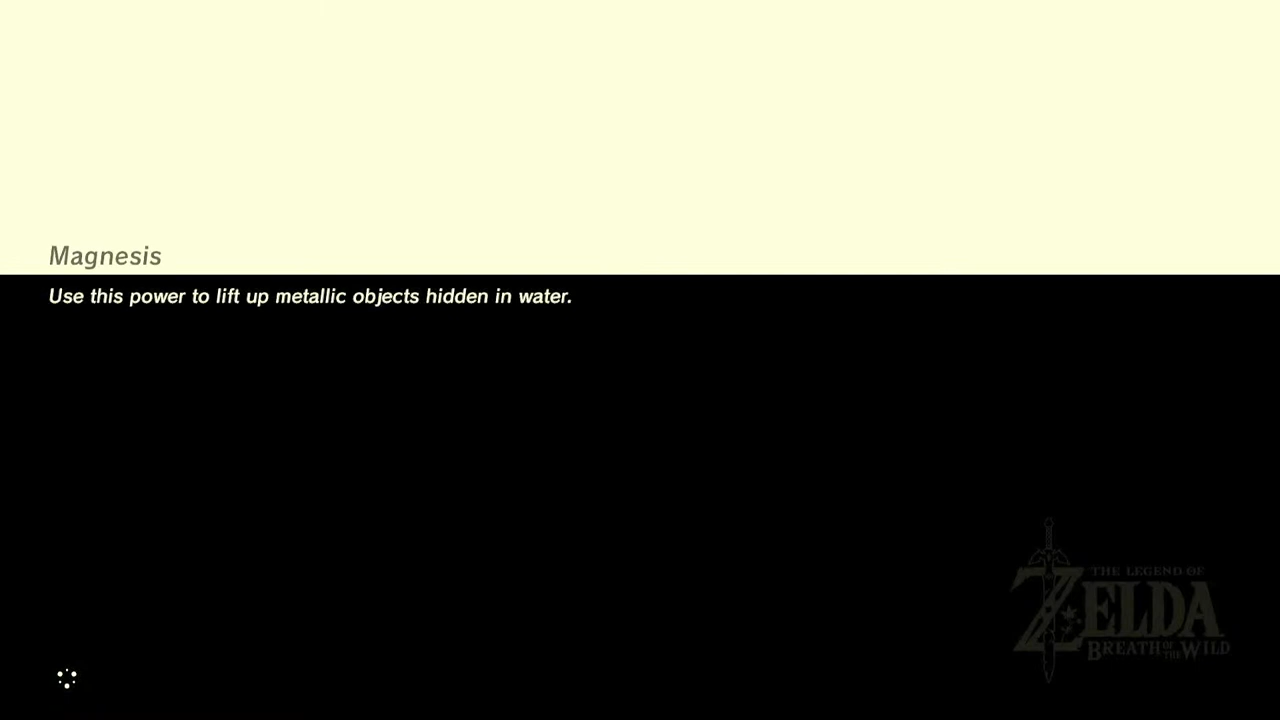 Magnesis
Use this power to lift up metallic objects hidden in water.
THE LEGEND OF
ZELDA
BREATH OF THE WILD